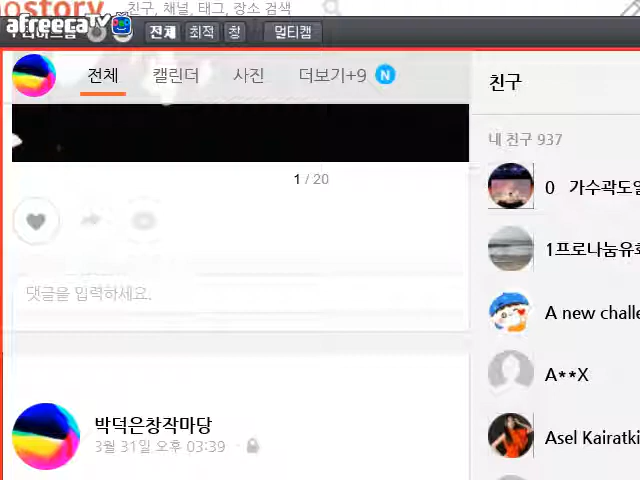 친구, 채널, 태그, 장소 검색
afreecaTV
전체 최적 창 멀티캠
전체 캘린더 사진 더보기+9 N
친구
내 친구 937
1 / 20
0 가수곽도일
1프로나눔유회
댓글을 입력하세요.
A new challe
A**X
박덕은창작마당
3월 31일 오후 03:39
Asel Kairatki